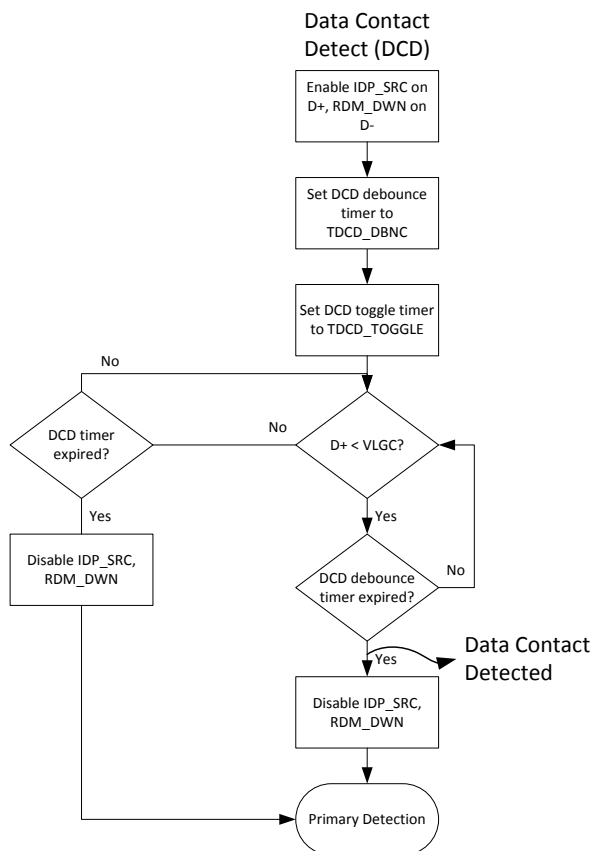 Data Contact
Detect (DCD)
Enable IDP_SRC on
D+, RDM_DWN on
D-
Set DCD debounce
timer to
TDCD_DBNC
Set DCD toggle timer
to TDCD_TOGGLE
No
DCD timer
expired?
No
D+ < VLGC?
Yes
Yes
Disable IDP_SRC,
RDM_DWN
DCD debounce
timer expired?
No
Yes
Data Contact
Detected
Disable IDP_SRC,
RDM_DWN
Primary Detection